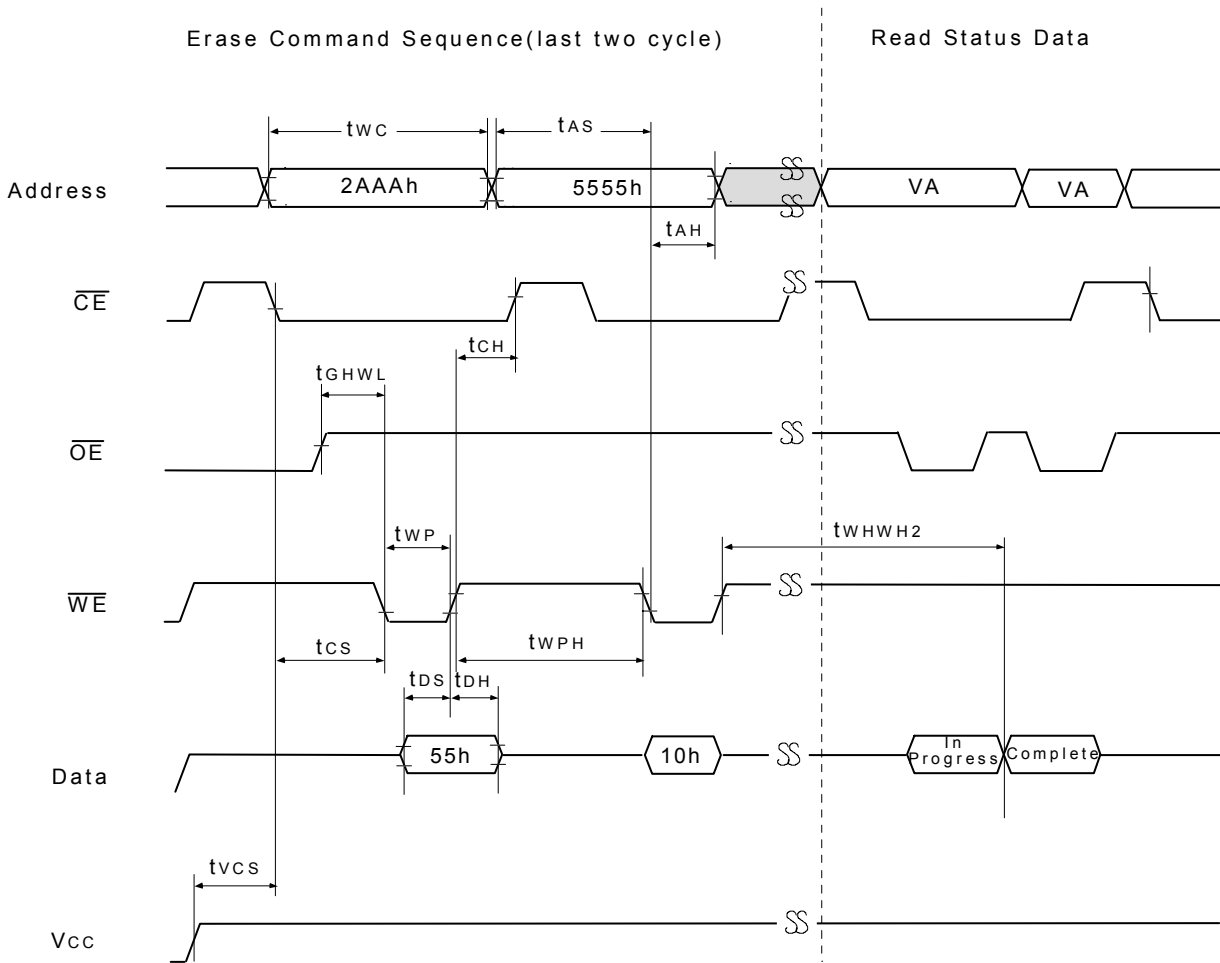 Erase Command Sequence(last two cycle)
Read Status Data
tWC
tAS
Address
2AAAh
5555h
VA
VA
tAH
CE
tCH
tGHWL
OE
tWP
tWHWH2
WE
tCS
tWPH
tDS
tDH
Data
55h
10h
In
Progress
Complete
tVCS
Vcc